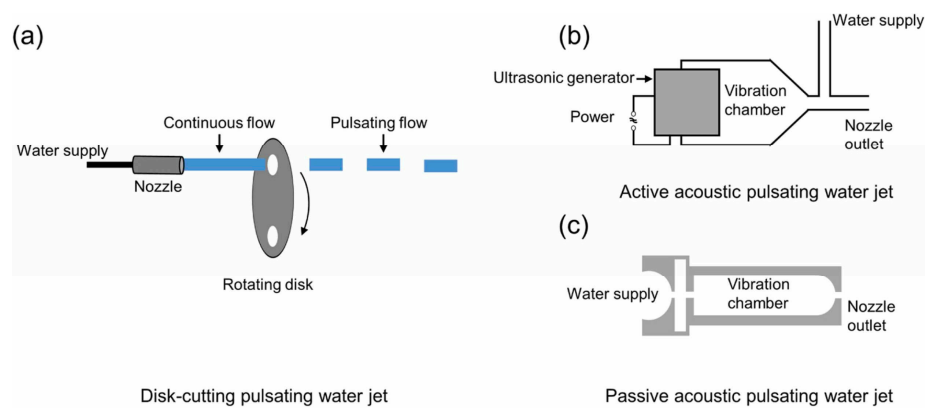 (a)
Continuous flow
Pulsating flow
Water supply
Nozzle
Rotating disk
Disk-cutting pulsating water jet
(b)
Water supply
Ultrasonic generator
Vibration
chamber
Power
Nozzle
outlet
Active acoustic pulsating water jet
(c)
Water supply
Vibration
chamber
Nozzle
outlet
Passive acoustic pulsating water jet